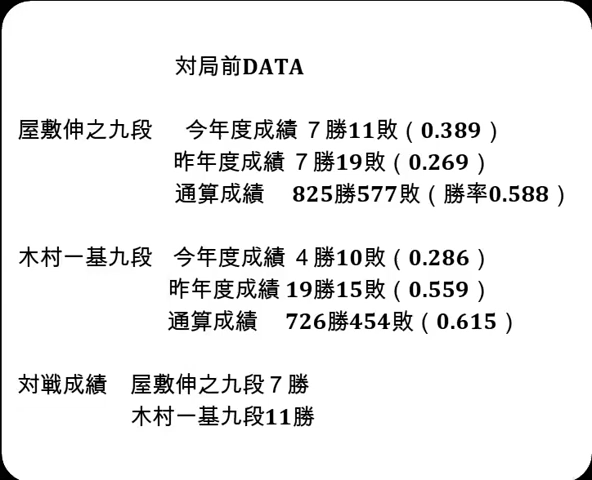 対局前DATA
屋敷伸之九段 今年度成績 7勝11敗(0.389)
昨年度成績 7勝19敗(0.269)
通算成績 825勝577敗(勝率0.588)
木村一基九段 今年度成績 4勝10敗(0.286)
昨年度成績 19勝15敗(0.559)
通算成績 726勝454敗(0.615)
対戦成績 屋敷伸之九段7勝
木村一基九段11勝